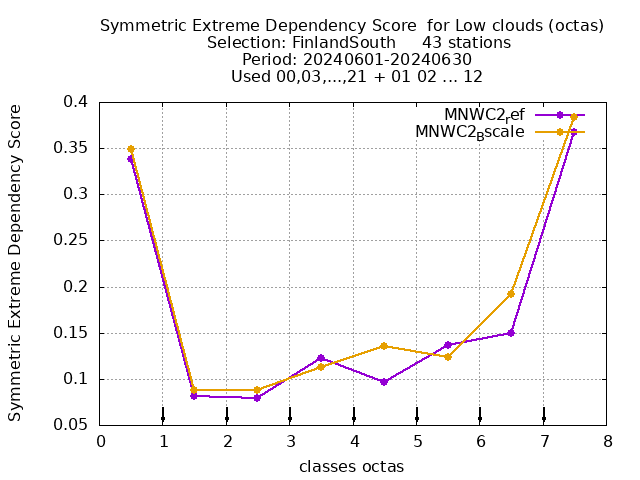 Symmetric Extreme Dependency Score  for Low clouds (octas)
Selection: FinlandSouth     43 stations
Period: 20240601-20240630
Used 00,03,...,21 + 01 02 ... 12
MNWC2ref
MNWC2Bscale
0.4
0.35
0.3
0.25
0.2
0.15
0.1
0.05
Symmetric Extreme Dependency Score
0 1 2 3 4 5 6 7 8
classes octas